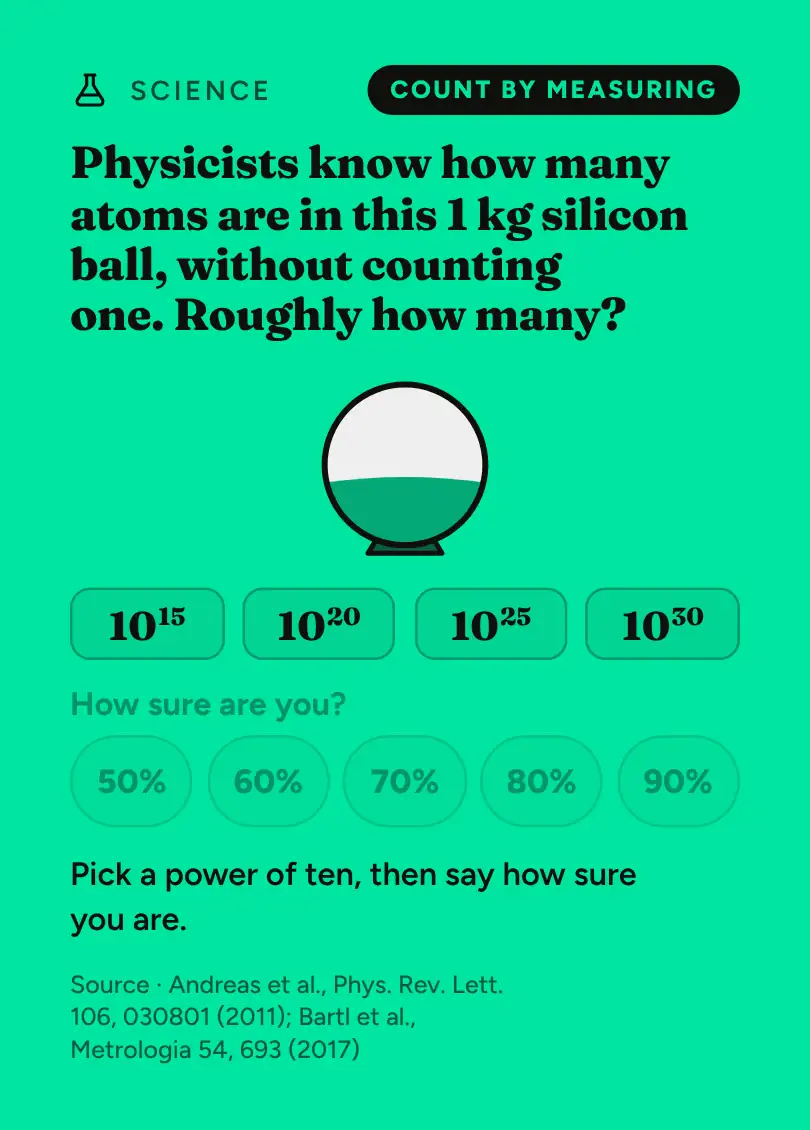 SCIENCE
COUNT BY MEASURING
Physicists know how many
atoms are in this 1 kg silicon
ball, without counting
one. Roughly how many?
10¹⁵ 10²⁰ 10²⁵ 10³⁰
How sure are you?
50% 60% 70% 80% 90%
Pick a power of ten, then say how sure
you are.
Source · Andreas et al., Phys. Rev. Lett.
106, 030801 (2011); Bartl et al.,
Metrologia 54, 693 (2017)